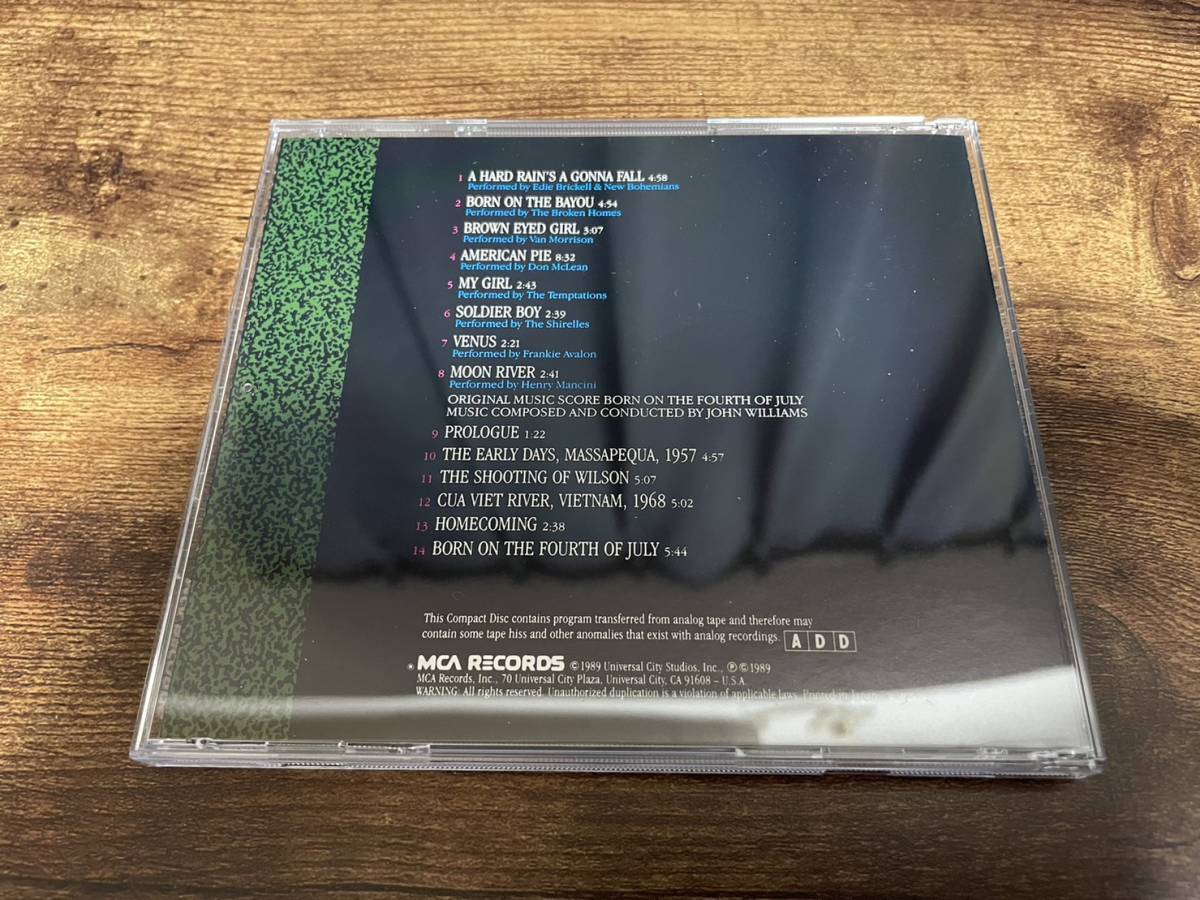 1 A HARD RAIN'S A GONNA FALL 4:58
Performed by Edie Brickell & New Bohemians
2 BORN ON THE BAYOU 4:54
Performed by The Broken Homes
3 BROWN EYED GIRL 3:07
Performed by Van Morrison
4 AMERICAN PIE 8:32
Performed by Don McLean
5 MY GIRL 2:43
Performed by The Temptations
6 SOLDIER BOY 2:39
Performed by The Shirelles
7 VENUS 2:21
Performed by Frankie Avalon
8 MOON RIVER 2:41
Performed by Henry Mancini
ORIGINAL MUSIC SCORE BORN ON THE FOURTH OF JULY
MUSIC COMPOSED AND CONDUCTED BY JOHN WILLIAMS
9 PROLOGUE 1:22
10 THE EARLY DAYS, MASSAPEQUA, 1957 4:57
11 THE SHOOTING OF WILSON 5:07
12 CUA VIET RIVER, VIETNAM, 1968 5:02
13 HOMECOMING 2:38
14 BORN ON THE FOURTH OF JULY 5:44
This Compact Disc contains program transferred from analog tape and therefore may
contain some tape hiss and other anomalies that exist with analog recordings. A D D
MCA RECORDS ©1989 Universal City Studios, Inc., ℗©1989
MCA Records, Inc., 70 Universal City Plaza, Universal City, CA 91608 – U.S.A.
WARNING: All rights reserved. Unauthorized duplication is a violation of applicable laws.